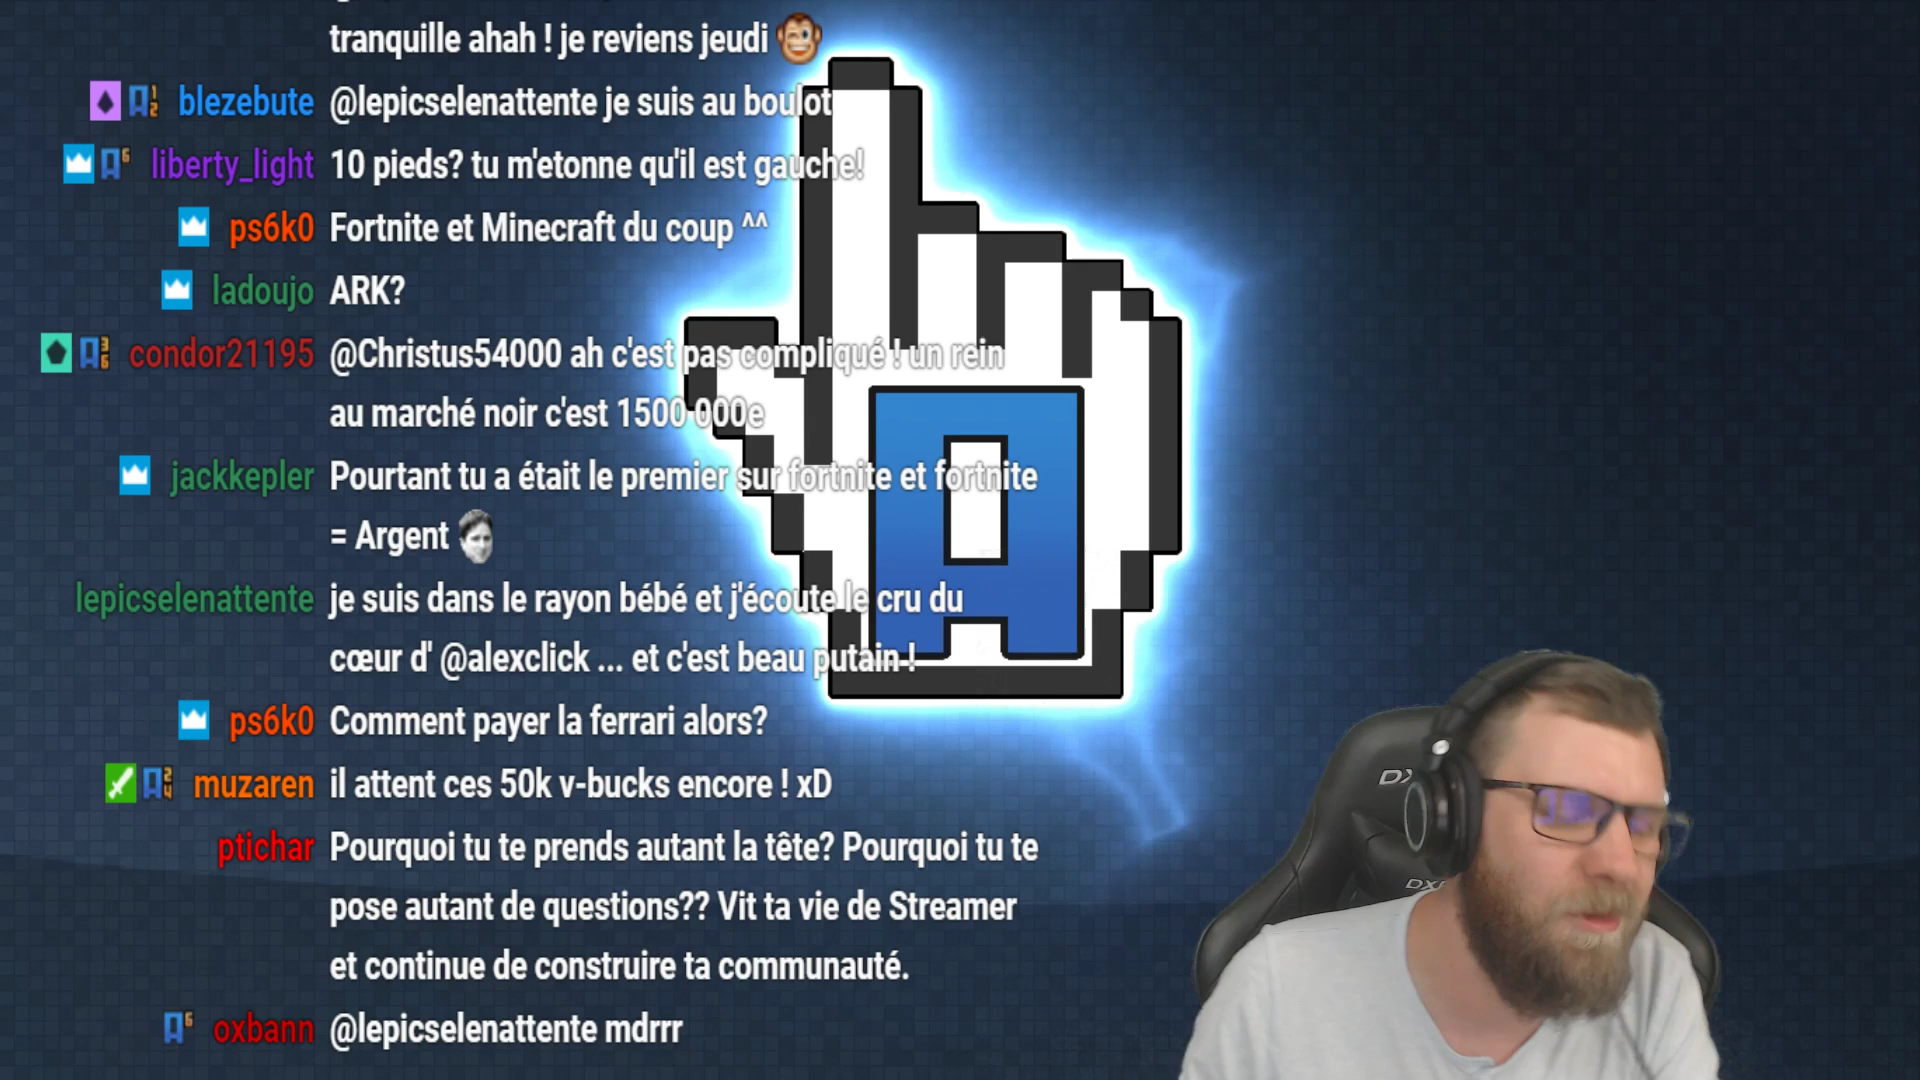 tranquille ahah ! je reviens jeudi
blezebute @lepicselenattente je suis au boulot
liberty_light 10 pieds? tu m'etonne qu'il est gauche!
ps6k0 Fortnite et Minecraft du coup ^^
ladoujo ARK?
condor21195 @Christus54000 ah c'est pas compliqué ! un rein
au marché noir c'est 1500 000e
jackkepler Pourtant tu a était le premier sur fortnite et fortnite
= Argent
lepicselenattente je suis dans le rayon bébé et j'écoute le cru du
cœur d' @alexclick ... et c'est beau putain !
ps6k0 Comment payer la ferrari alors?
muzaren il attent ces 50k v-bucks encore ! xD
ptichar Pourquoi tu te prends autant la tête? Pourquoi tu te
pose autant de questions?? Vit ta vie de Streamer
et continue de construire ta communauté.
oxbann @lepicselenattente mdrrr